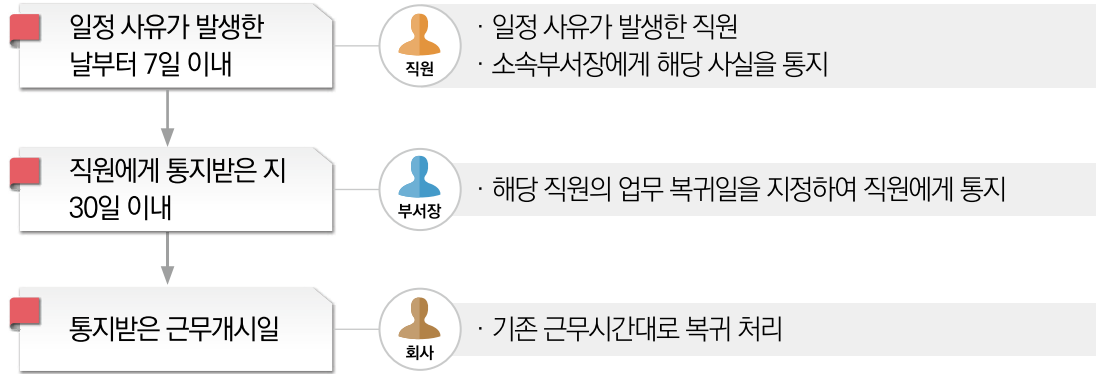 일정 사유가 발생한
날부터 7일 이내
직원
· 일정 사유가 발생한 직원
· 소속부서장에게 해당 사실을 통지
직원에게 통지받은 지
30일 이내
부서장
· 해당 직원의 업무 복귀일을 지정하여 직원에게 통지
통지받은 근무개시일
회사
· 기존 근무시간대로 복귀 처리